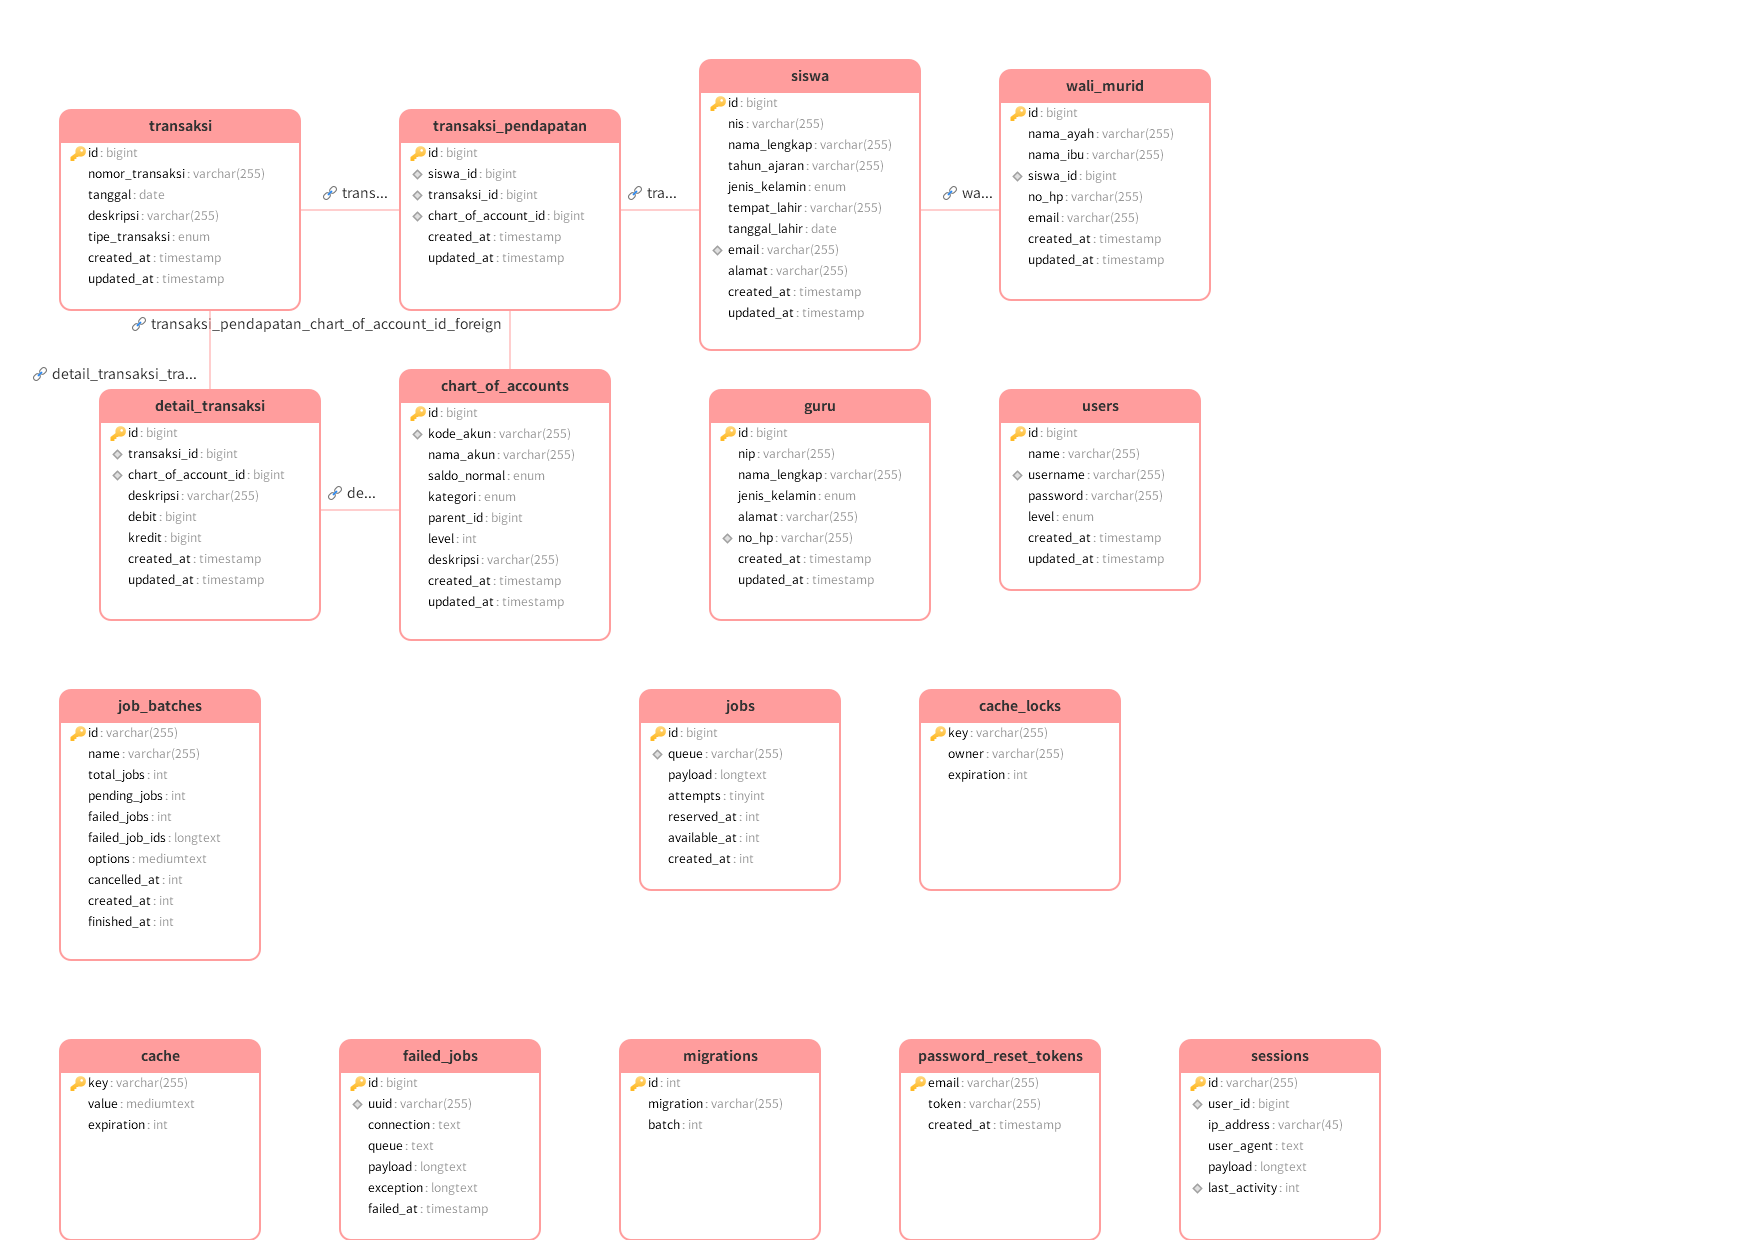 transaksi
id : bigint
nomor_transaksi : varchar(255)
tanggal : date
deskripsi : varchar(255)
tipe_transaksi : enum
created_at : timestamp
updated_at : timestamp
trans...
transaksi_pendapatan
id : bigint
siswa_id : bigint
transaksi_id : bigint
chart_of_account_id : bigint
created_at : timestamp
updated_at : timestamp
tra...
siswa
id : bigint
nis : varchar(255)
nama_lengkap : varchar(255)
tahun_ajaran : varchar(255)
jenis_kelamin : enum
tempat_lahir : varchar(255)
tanggal_lahir : date
email : varchar(255)
alamat : varchar(255)
created_at : timestamp
updated_at : timestamp
wa...
wali_murid
id : bigint
nama_ayah : varchar(255)
nama_ibu : varchar(255)
siswa_id : bigint
no_hp : varchar(255)
email : varchar(255)
created_at : timestamp
updated_at : timestamp
transaksi_pendapatan_chart_of_account_id_foreign
detail_transaksi_tra...
detail_transaksi
id : bigint
transaksi_id : bigint
chart_of_account_id : bigint
deskripsi : varchar(255)
debit : bigint
kredit : bigint
created_at : timestamp
updated_at : timestamp
de...
chart_of_accounts
id : bigint
kode_akun : varchar(255)
nama_akun : varchar(255)
saldo_normal : enum
kategori : enum
parent_id : bigint
level : int
deskripsi : varchar(255)
created_at : timestamp
updated_at : timestamp
guru
id : bigint
nip : varchar(255)
nama_lengkap : varchar(255)
jenis_kelamin : enum
alamat : varchar(255)
no_hp : varchar(255)
created_at : timestamp
updated_at : timestamp
users
id : bigint
name : varchar(255)
username : varchar(255)
password : varchar(255)
level : enum
created_at : timestamp
updated_at : timestamp
job_batches
id : varchar(255)
name : varchar(255)
total_jobs : int
pending_jobs : int
failed_jobs : int
failed_job_ids : longtext
options : mediumtext
cancelled_at : int
created_at : int
finished_at : int
jobs
id : bigint
queue : varchar(255)
payload : longtext
attempts : tinyint
reserved_at : int
available_at : int
created_at : int
cache_locks
key : varchar(255)
owner : varchar(255)
expiration : int
cache
key : varchar(255)
value : mediumtext
expiration : int
failed_jobs
id : bigint
uuid : varchar(255)
connection : text
queue : text
payload : longtext
exception : longtext
failed_at : timestamp
migrations
id : int
migration : varchar(255)
batch : int
password_reset_tokens
email : varchar(255)
token : varchar(255)
created_at : timestamp
sessions
id : varchar(255)
user_id : bigint
ip_address : varchar(45)
user_agent : text
payload : longtext
last_activity : int